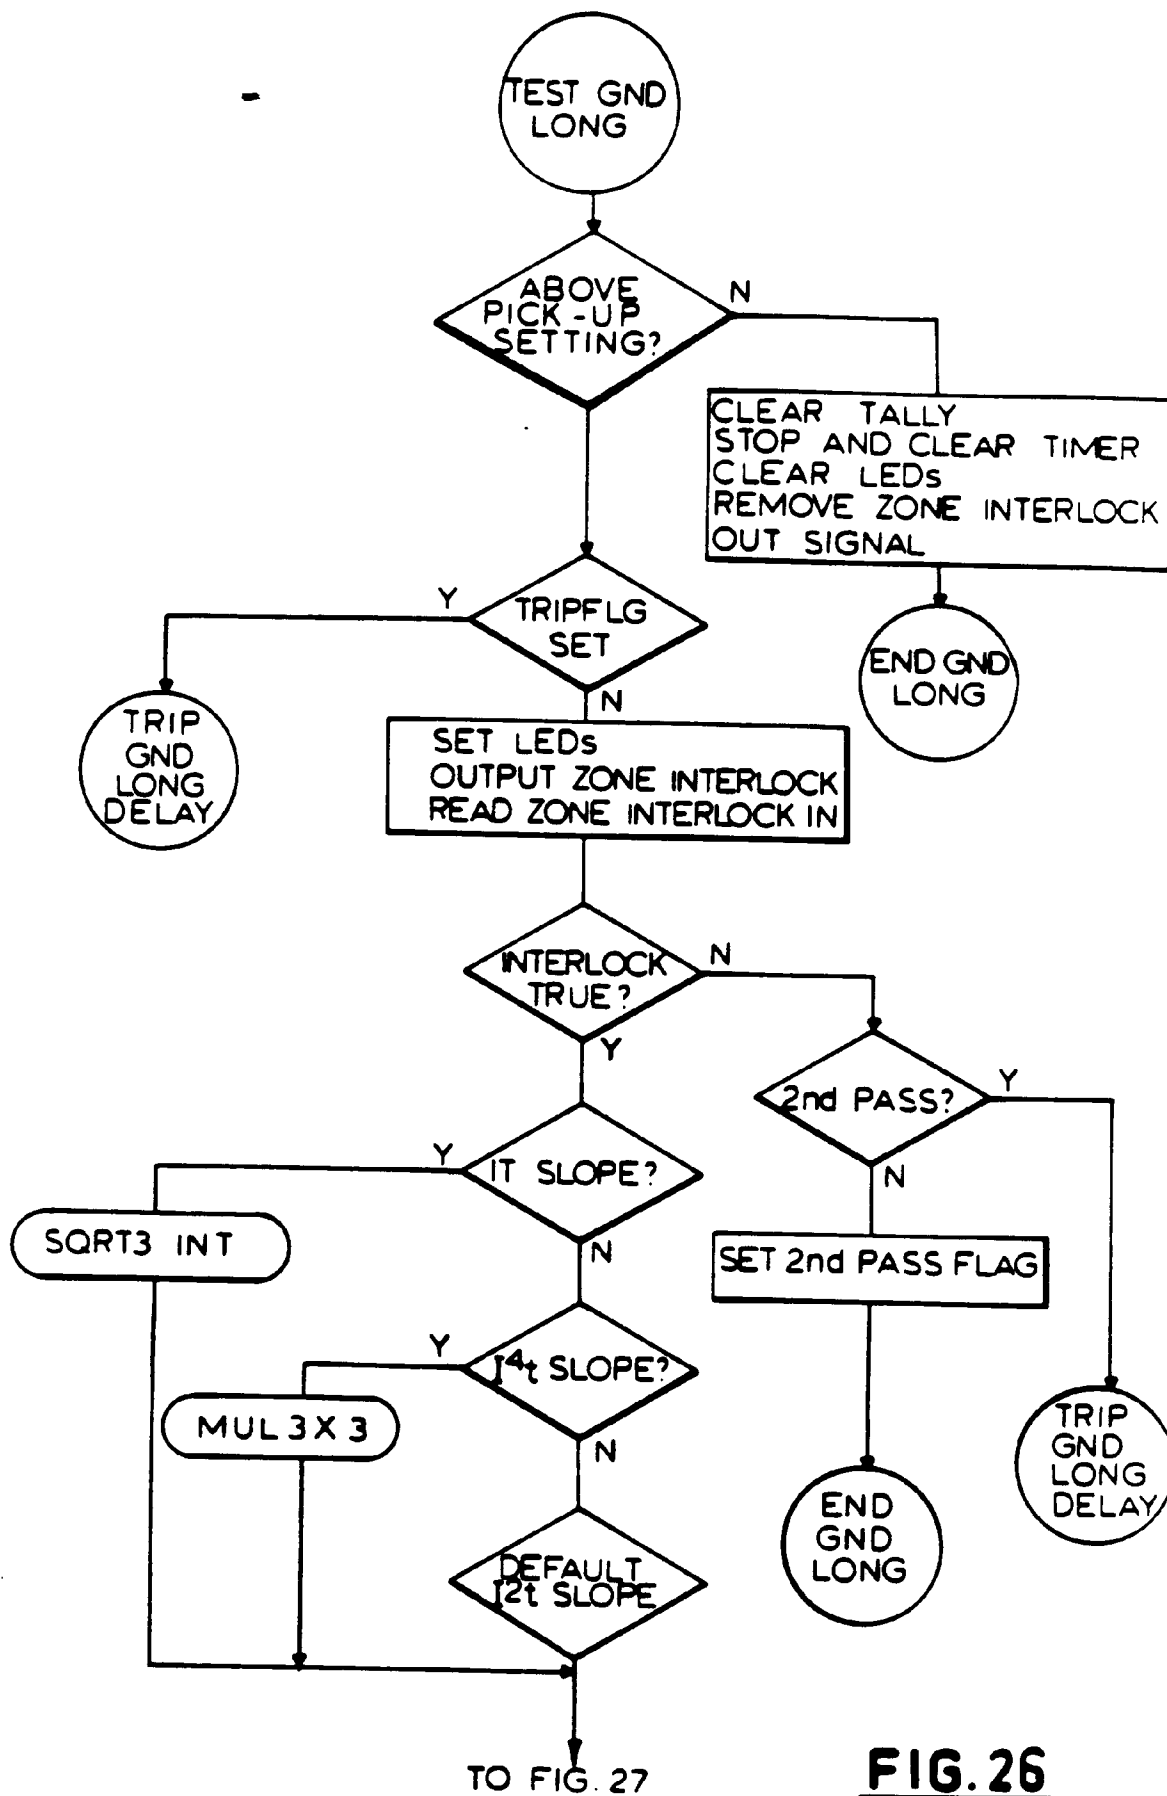 TEST GND
LONG
ABOVE
PICK-UP
SETTING?
N
CLEAR TALLY
STOP AND CLEAR TIMER
CLEAR LEDs
REMOVE ZONE INTERLOCK
OUT SIGNAL
END GND
LONG
TRIPFLG
SET
Y
N
TRIP
GND
LONG
DELAY
SET LEDs
OUTPUT ZONE INTERLOCK
READ ZONE INTERLOCK IN
INTERLOCK
TRUE?
N
Y
2nd PASS?
Y
N
IT SLOPE?
Y
N
SQRT3 INT
SET 2nd PASS FLAG
I⁴t SLOPE?
Y
N
MUL 3X3
TRIP
GND
LONG
DELAY
END
GND
LONG
DEFAULT
I2t SLOPE
TO FIG. 27
FIG. 26